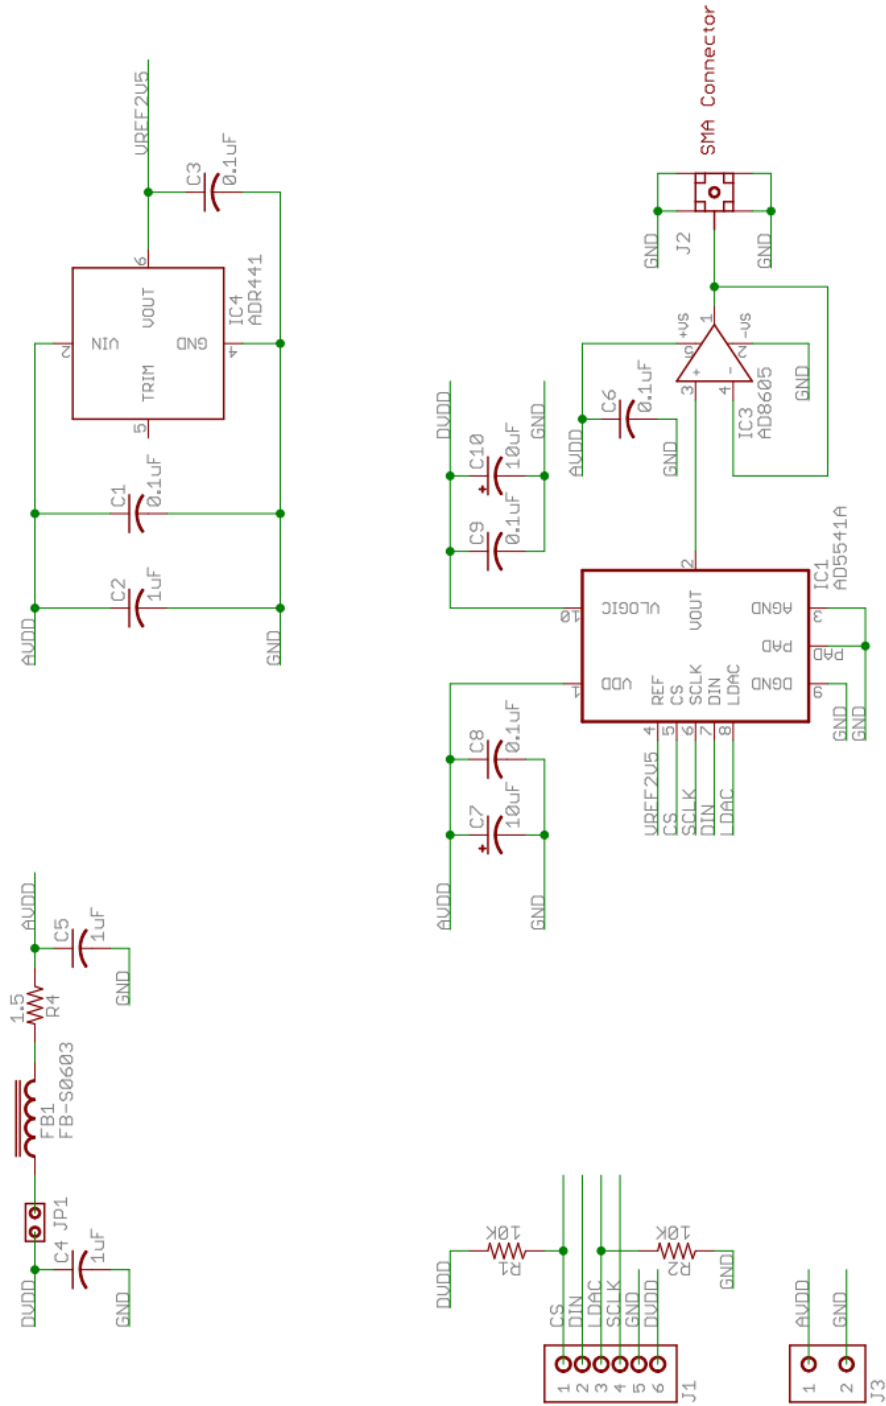 DVDD
C4
1uF
GND
JP1
FB1
FB-S0603
1.5
R4
AVDD
C5
1uF
GND
AVDD
GND
C2
1uF
C1
0.1uF
5
TRIM
2
VIN
4
GND
6
VOUT
IC4
ADR441
C3
0.1uF
VREF2V5
DVDD
R1
10K
CS
DIN
LDAC
SCLK
GND
DVDD
1
2
3
4
5
6
J1
R2
10K
GND
AVDD
GND
1
2
J3
AVDD
GND
C7
10uF
+
C8
0.1uF
VREF2V5
CS
SCLK
DIN
LDAC
4
5
6
7
8
REF
CS
SCLK
DIN
LDAC
1
VDD
10
VLOGIC
2
VOUT
9
DGND
PAD
PAD
3
AGND
GND
GND
IC1
AD5541A
C9
0.1uF
C10
10uF
+
DVDD
GND
AVDD
C6
0.1uF
GND
3
+
4
-
5
+VS
2
-VS
1
GND
IC3
AD8605
GND
J2
GND
SMA Connector